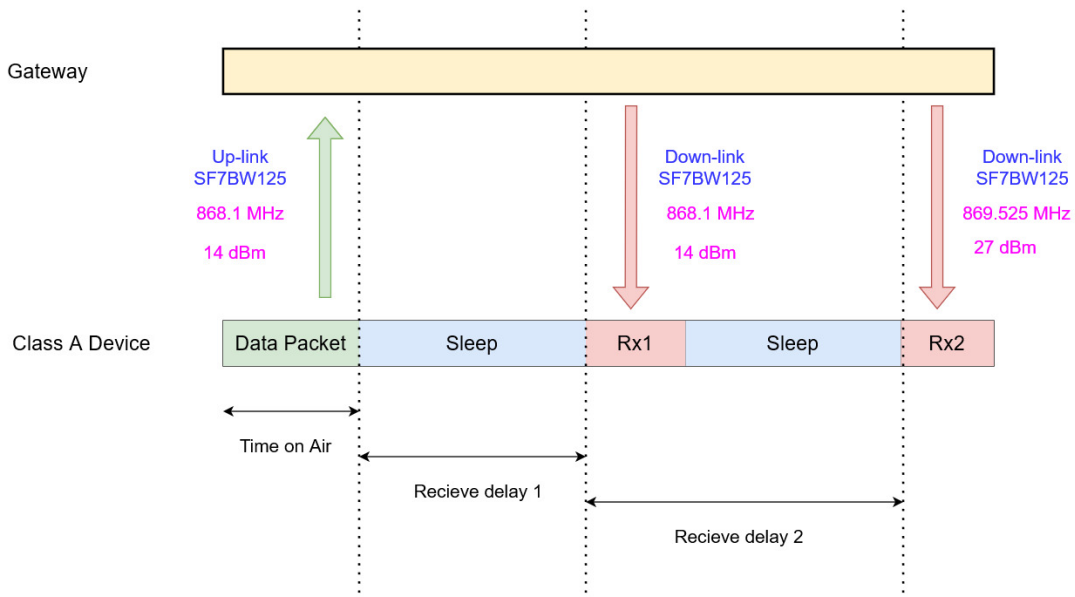 Gateway
Up-link
SF7BW125
868.1 MHz
14 dBm
Down-link
SF7BW125
868.1 MHz
14 dBm
Down-link
SF7BW125
869.525 MHz
27 dBm
Class A Device
Data Packet
Sleep
Rx1
Sleep
Rx2
Time on Air
Recieve delay 1
Recieve delay 2